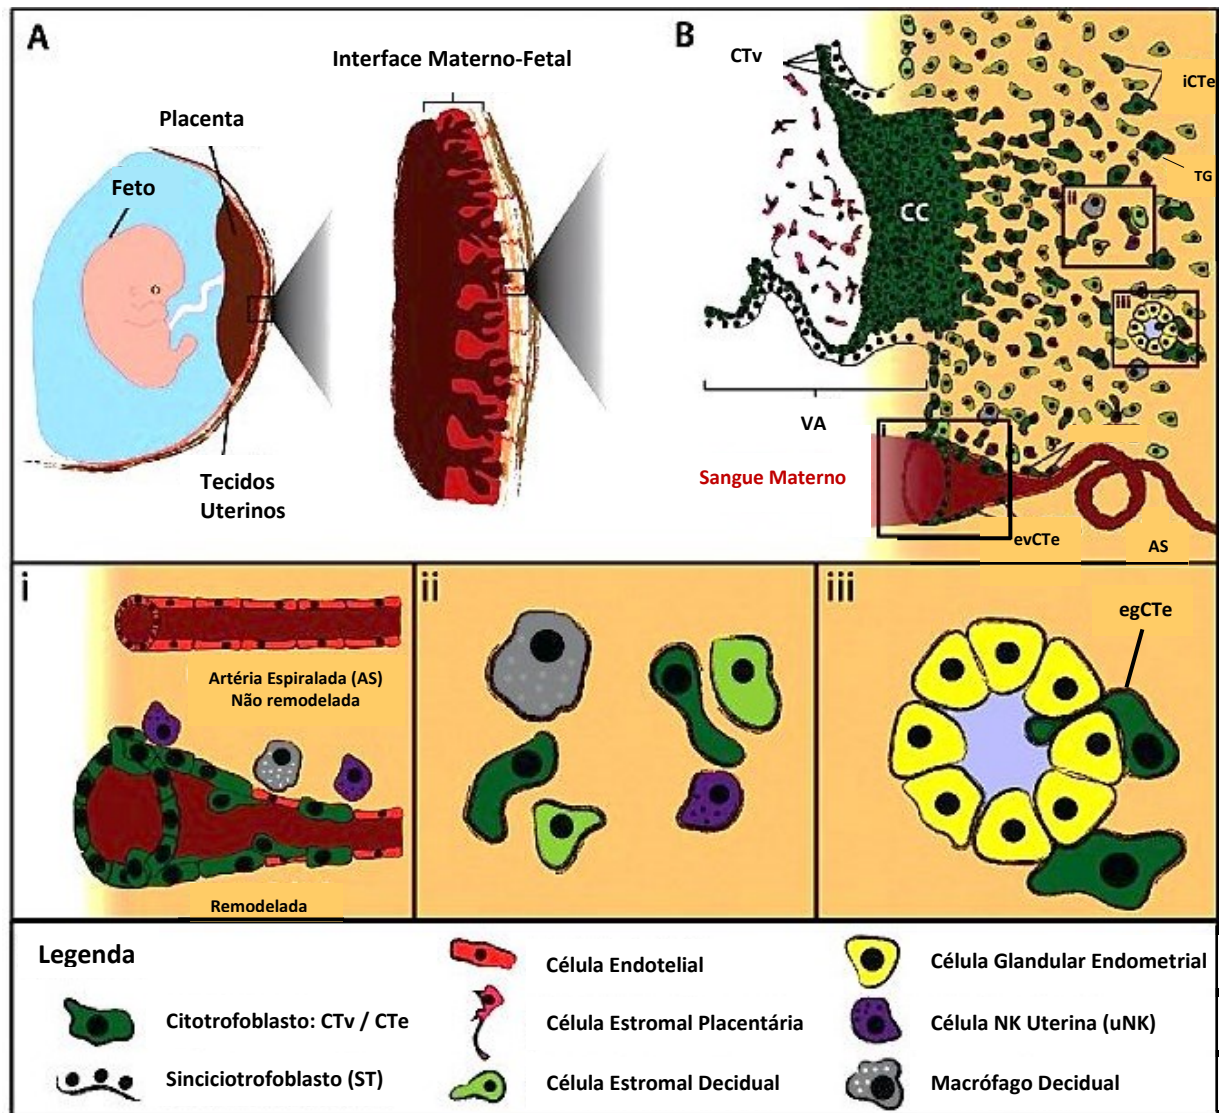 A
Interface Materno-Fetal
Placenta
Feto
Tecidos
Uterinos
B
CTv
iCTe
TG
CC
ii
iii
VA
i
Sangue Materno
evCTe
AS
i
Artéria Espiralada (AS)
Não remodelada
Remodelada
ii
iii
egCTe
Legenda
Citotrofoblasto: CTv / CTe
Sinciciotrofoblasto (ST)
Célula Endotelial
Célula Estromal Placentária
Célula Estromal Decidual
Célula Glandular Endometrial
Célula NK Uterina (uNK)
Macrófago Decidual